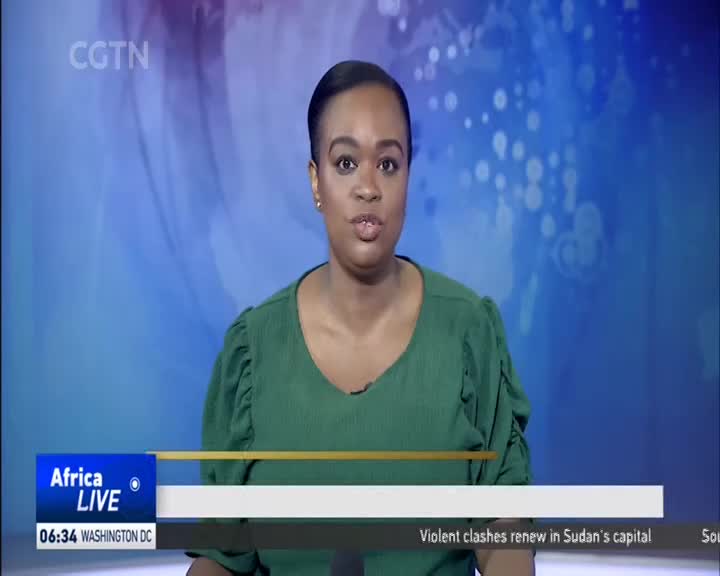 CGTN
Africa
LIVE
06:34 WASHINGTON DC
Violent clashes renew in Sudan's capital